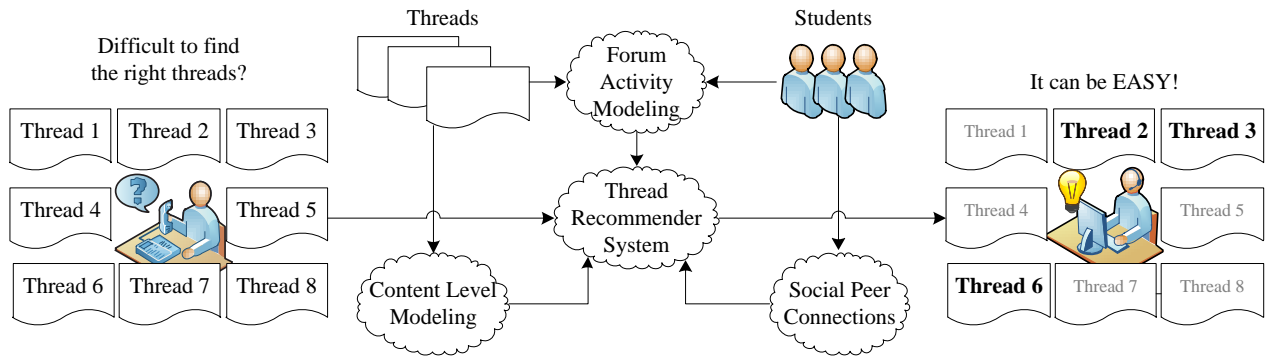 Difficult to find
the right threads?
Thread 1
Thread 2
Thread 3
Thread 4
?
Thread 5
Thread 6
Thread 7
Thread 8
Threads
Students
Forum
Activity
Modeling
Thread
Recommender
System
Content Level
Modeling
Social Peer
Connections
It can be EASY!
Thread 1
Thread 2
Thread 3
Thread 4
Thread 5
Thread 6
Thread 7
Thread 8